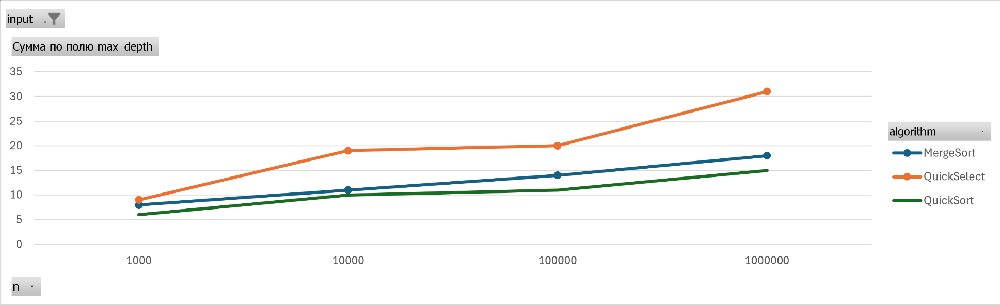 input
Сумма по полю max_depth
35
30
25
20
15
10
5
0
1000 10000 100000 1000000
n
algorithm
MergeSort
QuickSelect
QuickSort